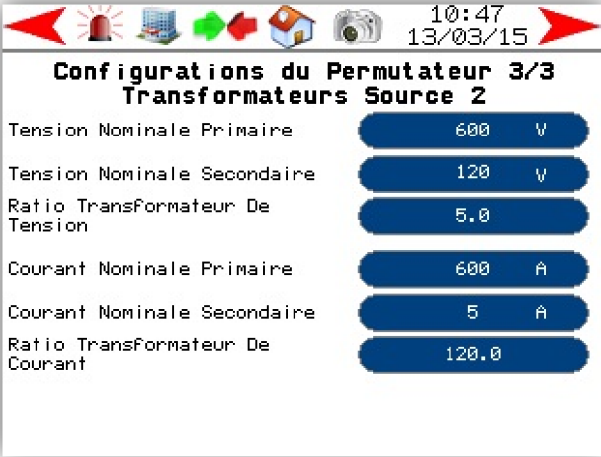 10:47
13/03/15
Configurations du Permutateur 3/3
Transformateurs Source 2
Tension Nominale Primaire 600 V
Tension Nominale Secondaire 120 V
Ratio Transformateur De
Tension 5.0
Courant Nominale Primaire 600 A
Courant Nominale Secondaire 5 A
Ratio Transformateur De
Courant 120.0